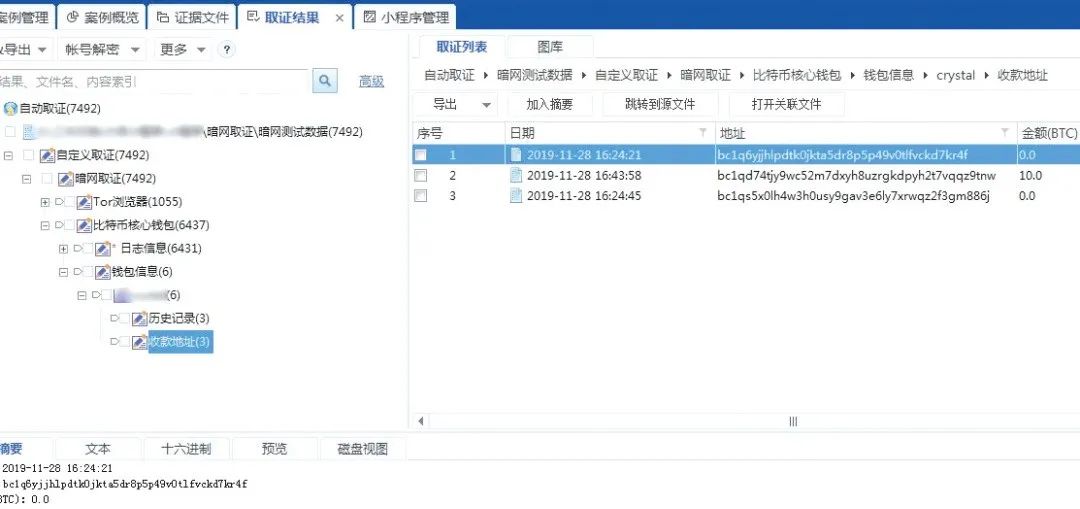 案例管理 案例概览 证据文件 取证结果 × 小程序管理
导出 帐号解密 更多 ?
结果、文件名、内容索引 高级
自动取证(7492)
\暗网取证\暗网测试数据(7492)
自定义取证(7492)
暗网取证(7492)
Tor浏览器(1055)
比特币核心钱包(6437)
* 日志信息(6431)
钱包信息(6)
(6)
历史记录(3)
收款地址(3)
取证列表 图库
自动取证 暗网测试数据 自定义取证 暗网取证 比特币核心钱包 钱包信息 crystal 收款地址
导出 加入摘要 跳转到源文件 打开关联文件
序号 日期 地址 金额(BTC)
1 2019-11-28 16:24:21 bc1q6yjjhlpdtk0jkta5dr8p5p49v0tlfvckd7kr4f 0.0
2 2019-11-28 16:43:58 bc1qd74tjy9wc52m7dxyh8uzrgkdpyh2t7vqqz9tnw 10.0
3 2019-11-28 16:24:45 bc1qs5x0lh4w3h0usy9gav3e6ly7xrwqz2f3gm886j 0.0
摘要 文本 十六进制 预览 磁盘视图
2019-11-28 16:24:21
bc1q6yjjhlpdtk0jkta5dr8p5p49v0tlfvckd7kr4f
BTC): 0.0